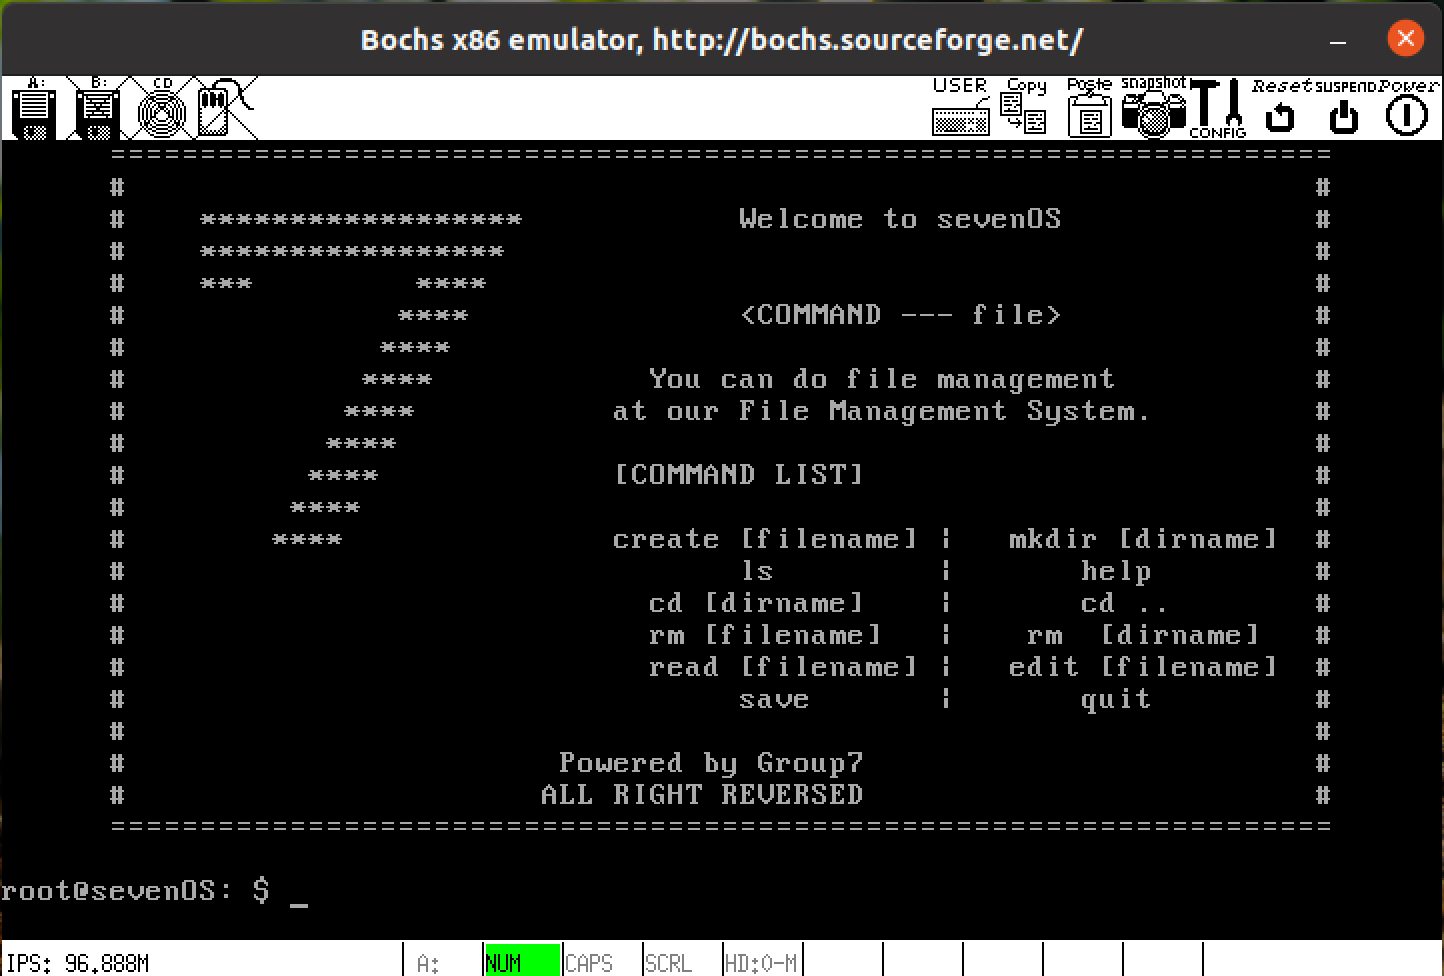 Bochs x86 emulator, http://bochs.sourceforge.net/
A: B: CD USER Copy Paste snapshot CONFIG Reset SUSPEND Power
====================================================================
# #
# ****************** Welcome to sevenOS #
# ***************** #
# *** **** #
# **** <COMMAND --- file> #
# **** #
# **** You can do file management #
# **** at our File Management System. #
# **** #
# **** [COMMAND LIST] #
# **** #
# **** create [filename] ¦ mkdir [dirname] #
# ls ¦ help #
# cd [dirname] ¦ cd .. #
# rm [filename] ¦ rm [dirname] #
# read [filename] ¦ edit [filename] #
# save ¦ quit #
# #
# Powered by Group7 #
# ALL RIGHT REVERSED #
====================================================================
root@sevenOS: $ _
IPS: 96.888M A: NUM CAPS SCRL HD:0-M